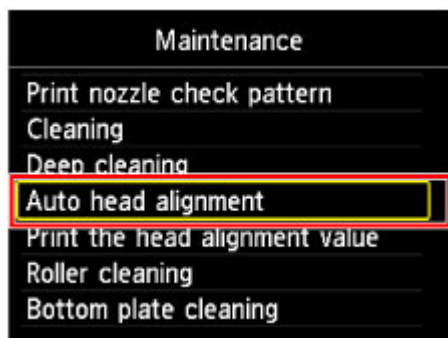 Maintenance
Print nozzle check pattern
Cleaning
Deep cleaning
Auto head alignment
Print the head alignment value
Roller cleaning
Bottom plate cleaning